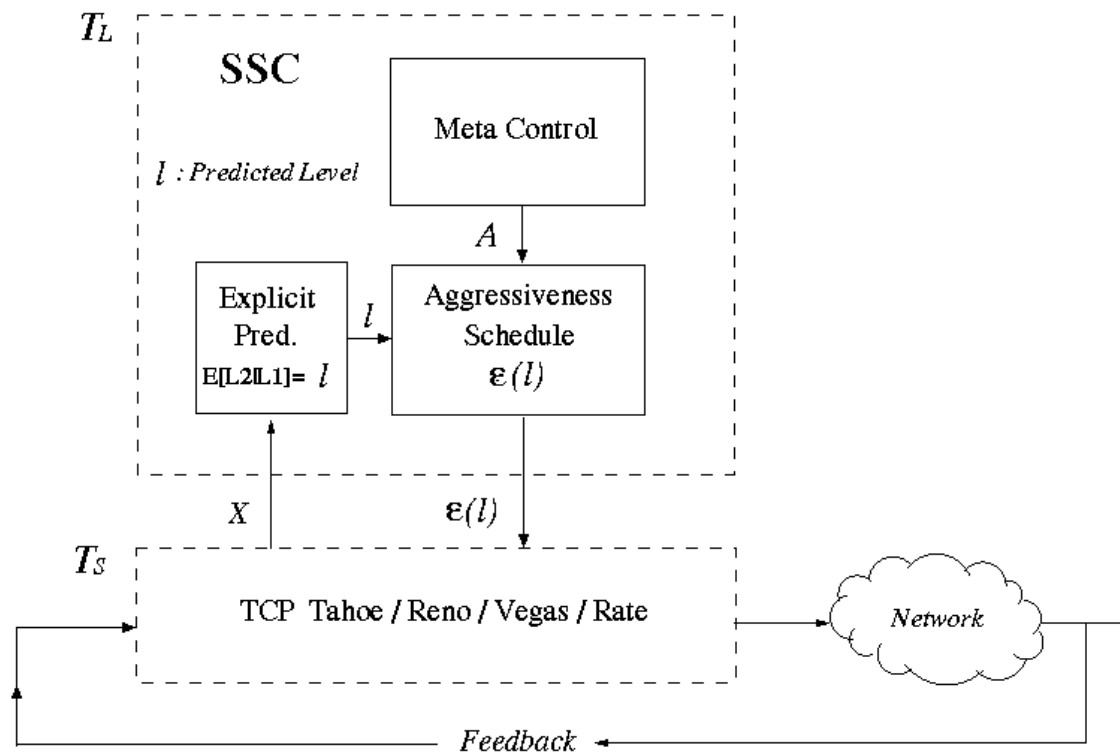 T_L
SSC
Meta Control
l : Predicted Level
A
Explicit
Pred.
E[L2|L1]= l
l
Aggressiveness
Schedule
ε(l)
X
ε(l)
T_S
TCP Tahoe / Reno / Vegas / Rate
Network
Feedback